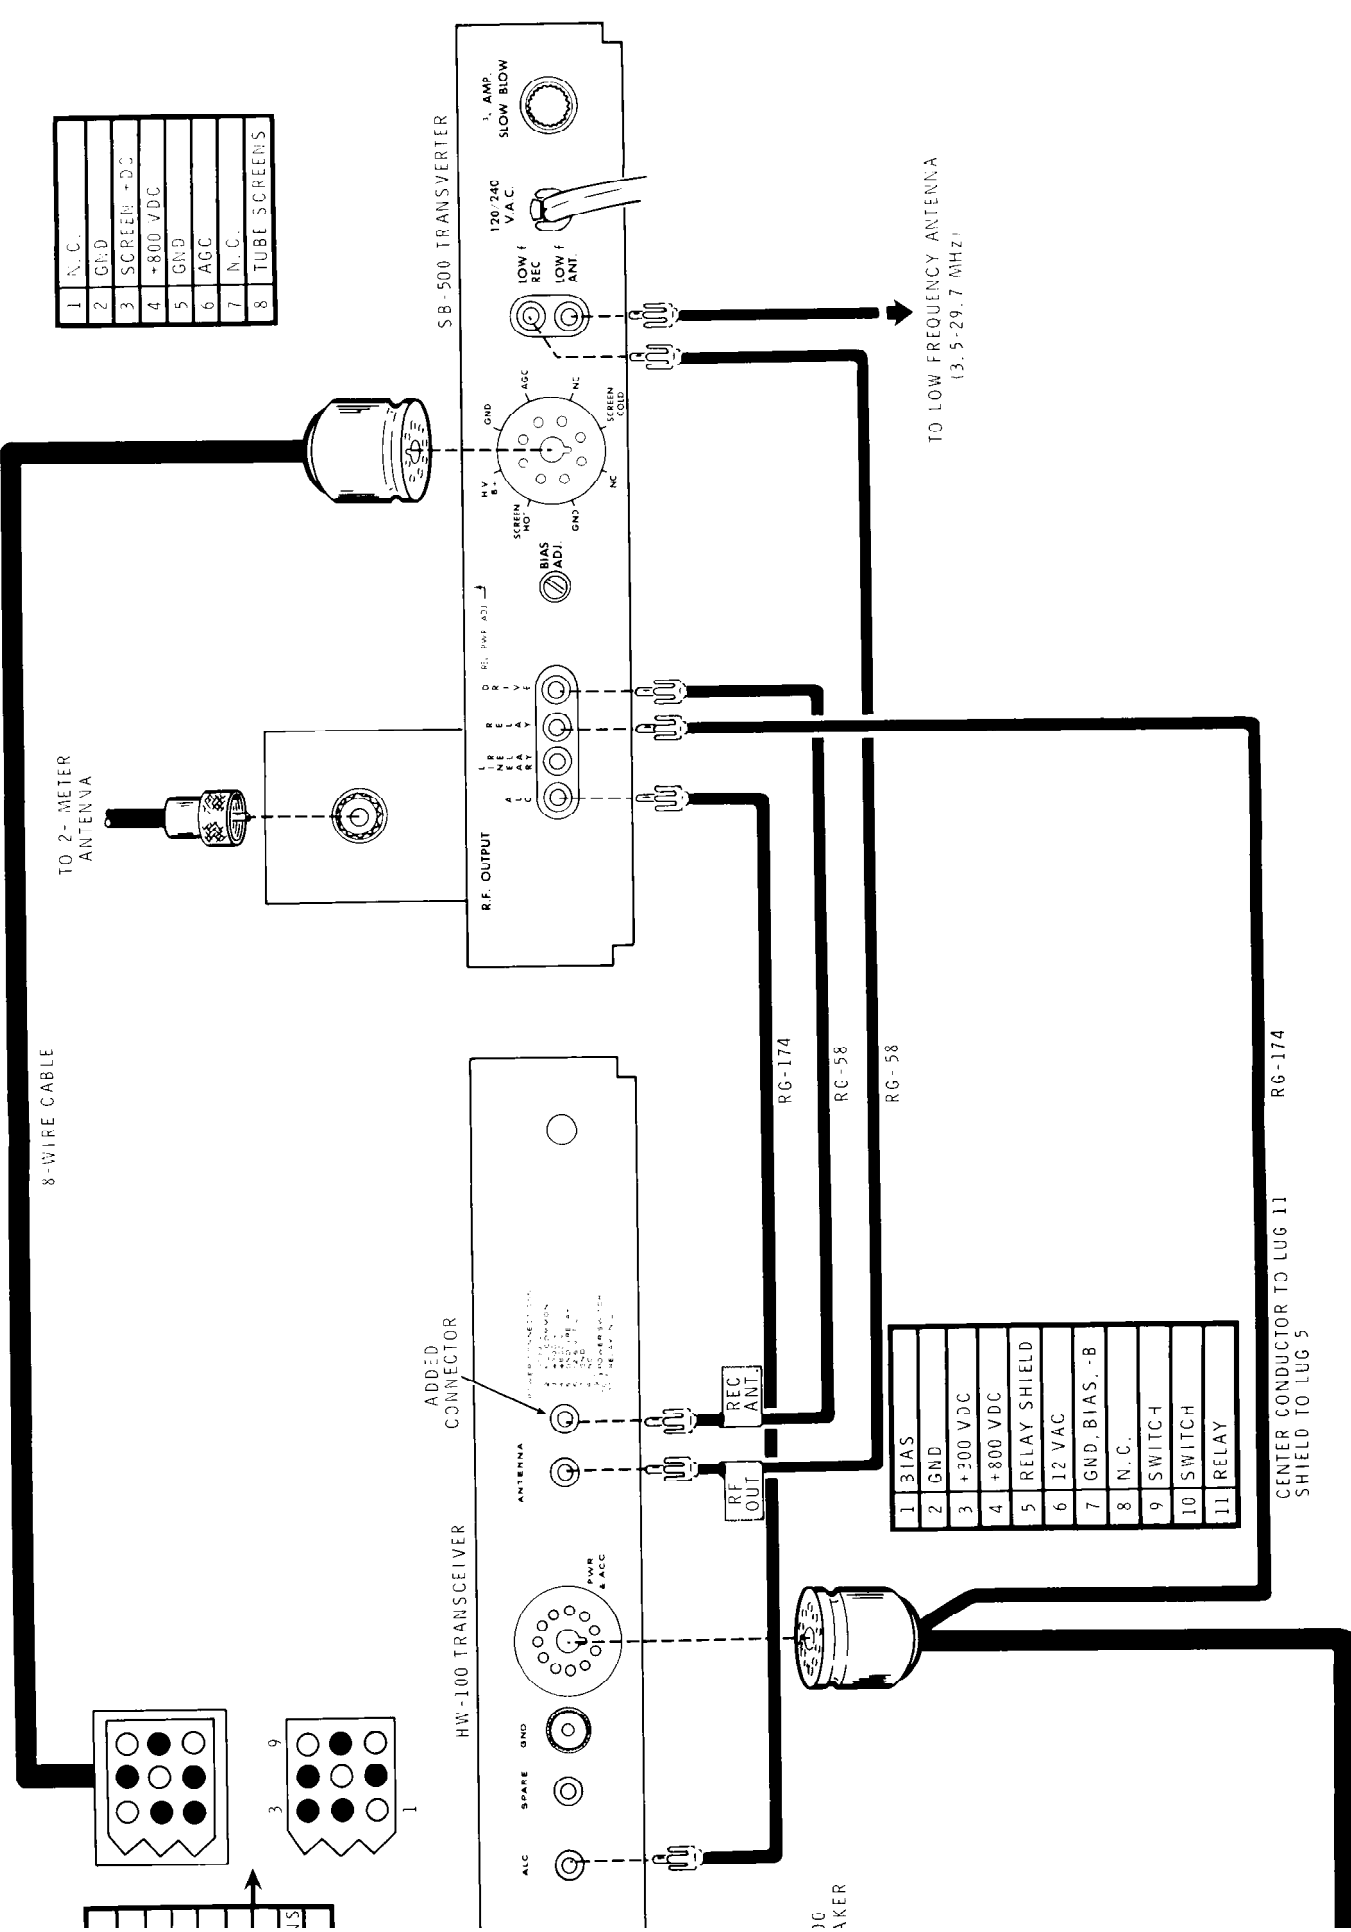 1 N.C.
2 GND
3 SCREEN +DC
4 +800 VDC
5 GND
6 AGC
7 N.C.
8 TUBE SCREENS
SB-500 TRANSVERTER
AMP.
SLOW BLOW
120/240
V.A.C.
LOW f
REC
LOW f
ANT.
AGC
NC
SCREEN
COLD
NC
GND
SCREEN
HV
B+
GND
BIAS
ADJ.
REL PWR ADJ
DRIVE
RELAY
LINEAR
RELAY
ALC
R.F. OUTPUT
TO LOW FREQUENCY ANTENNA
(3.5-29.7 MHz)
TO 2-METER
ANTENNA
8-WIRE CABLE
RG-174
RG-58
RG-58
RG-174
ADDED
CONNECTOR
ANTENNA
REC
ANT.
RF
OUT
HW-100 TRANSCEIVER
PWR
& ACC
GND
SPARE
ALC
1 BIAS
2 GND
3 +300 VDC
4 +800 VDC
5 RELAY SHIELD
6 12 VAC
7 GND, BIAS, -B
8 N.C.
9 SWITCH
10 SWITCH
11 RELAY
CENTER CONDUCTOR TO LUG 11
SHIELD TO LUG 5
9
3
1